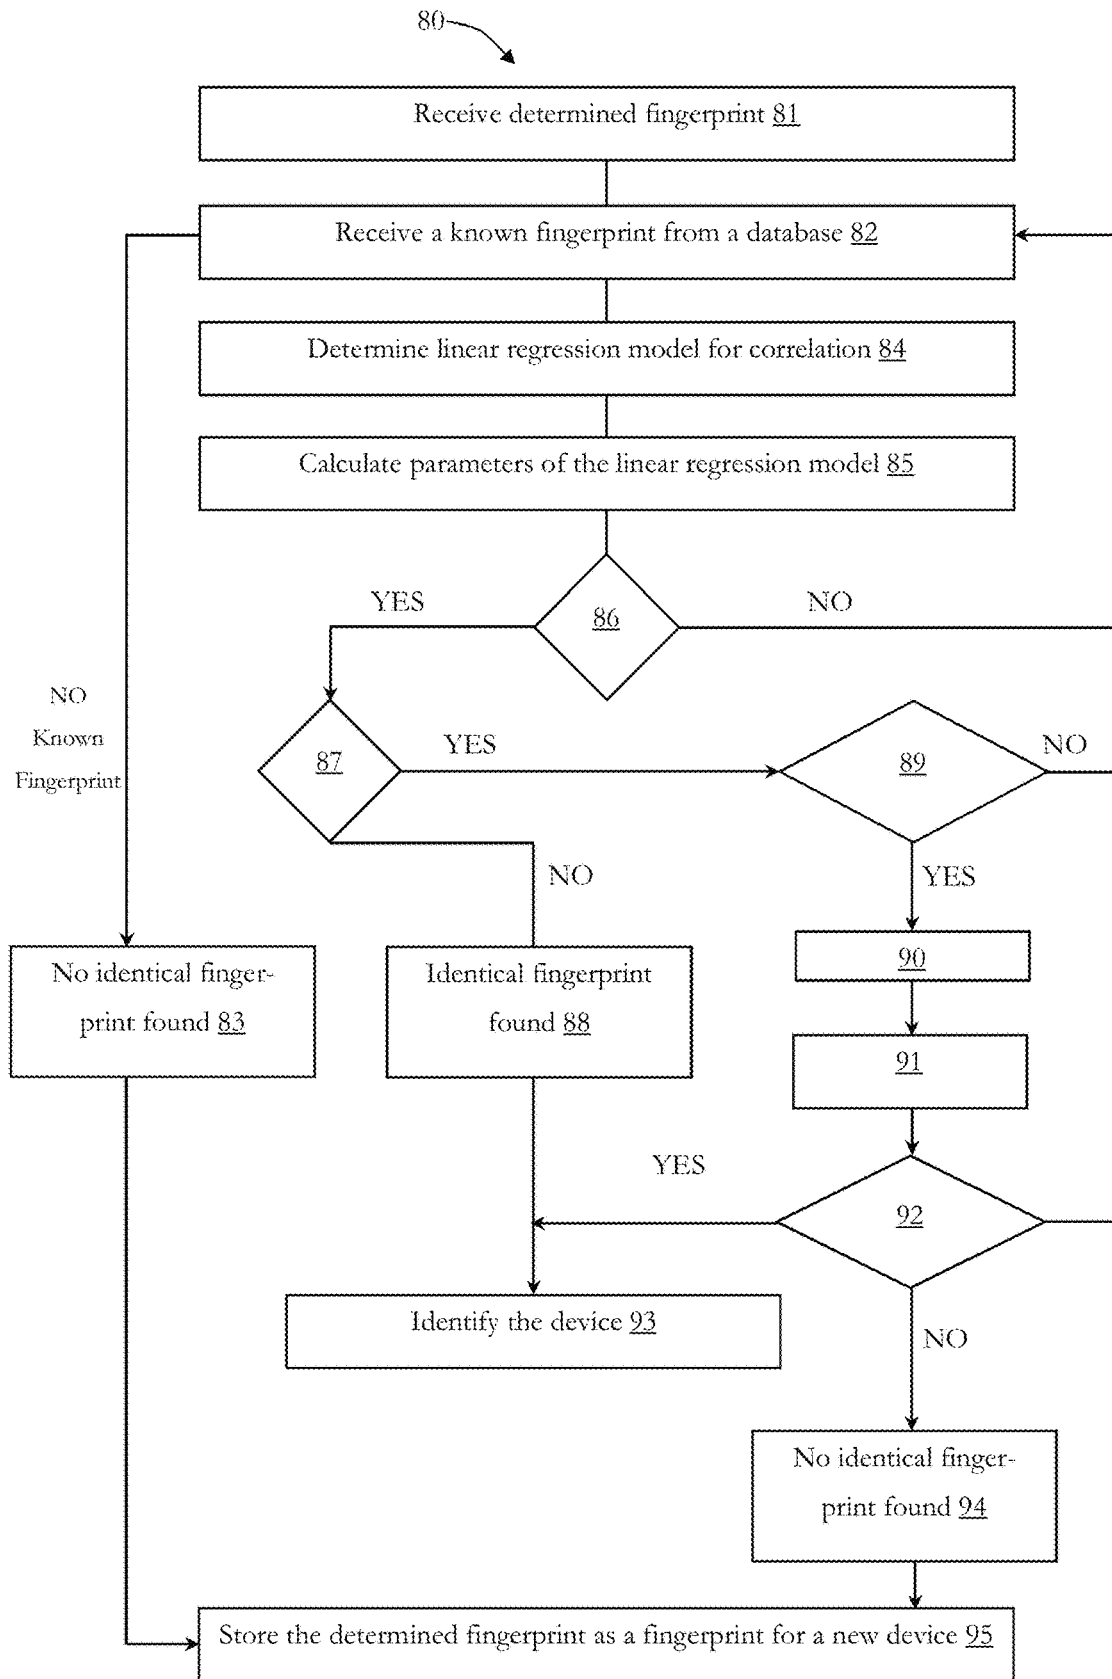 80
Receive determined fingerprint 81
Receive a known fingerprint from a database 82
Determine linear regression model for correlation 84
Calculate parameters of the linear regression model 85
YES
86
NO
NO
Known
Fingerprint
87
YES
89
NO
NO
YES
90
No identical finger-
print found 83
Identical fingerprint
found 88
91
YES
92
Identify the device 93
NO
No identical finger-
print found 94
Store the determined fingerprint as a fingerprint for a new device 95